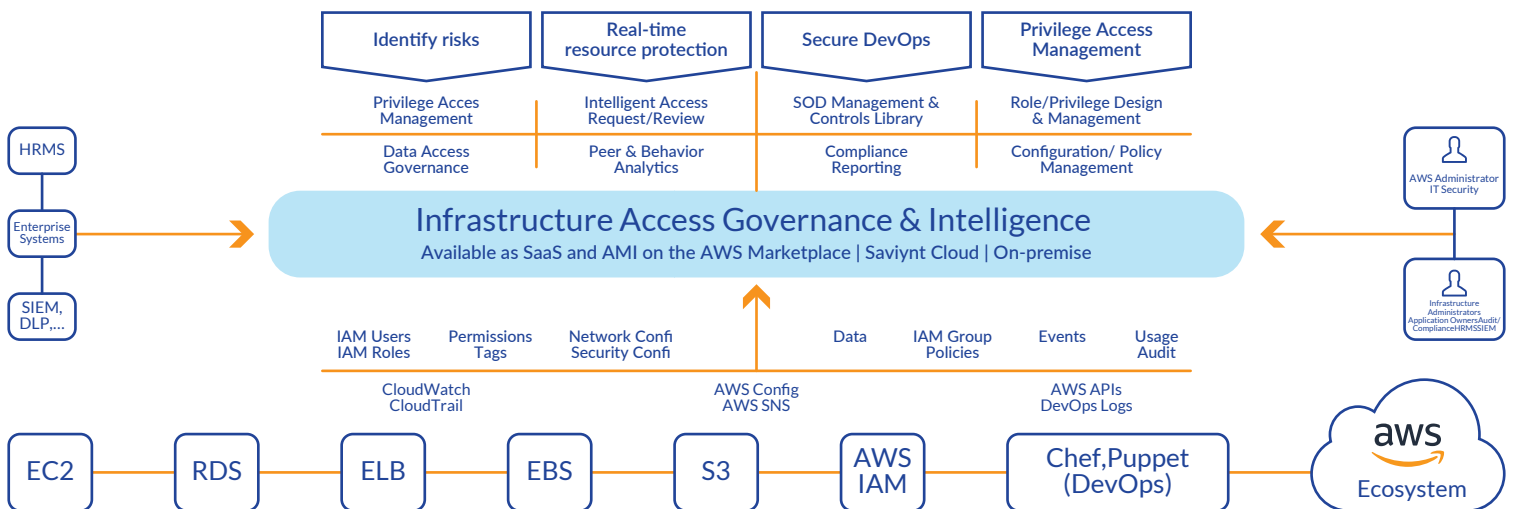 Identify risks
Real-time
resource protection
Secure DevOps
Privilege Access
Management
Privilege Acces
Management
Intelligent Access
Request/Review
SOD Management &
Controls Library
Role/Privilege Design
& Management
Data Access
Governance
Peer & Behavior
Analytics
Compliance
Reporting
Configuration/ Policy
Management
HRMS
Enterprise
Systems
SIEM,
DLP,...
Infrastructure Access Governance & Intelligence
Available as SaaS and AMI on the AWS Marketplace | Saviynt Cloud | On-premise
AWS Administrator
IT Security
Infrastructure
Administrators
Application OwnersAudit/
ComplianceHRMSSIEM
IAM Users
IAM Roles
Permissions
Tags
Network Confi
Security Confi
Data
IAM Group
Policies
Events
Usage
Audit
CloudWatch
CloudTrail
AWS Config
AWS SNS
AWS APIs
DevOps Logs
EC2
RDS
ELB
EBS
S3
AWS
IAM
Chef,Puppet
(DevOps)
aws
Ecosystem